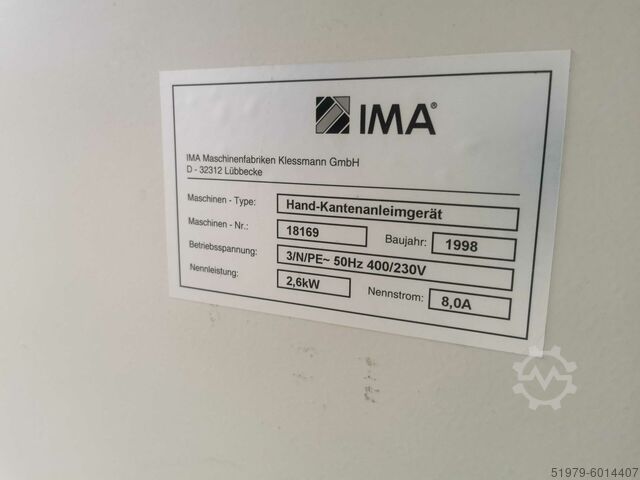 IMA®
IMA Maschinenfabriken Klessmann GmbH
D - 32312 Lübbecke
Maschinen - Type: Hand-Kantenanleimgerät
Maschinen - Nr.: 18169 Baujahr: 1998
Betriebsspannung: 3/N/PE~ 50Hz 400/230V
Nennleistung: 2,6kW Nennstrom: 8,0A
51979-6014407